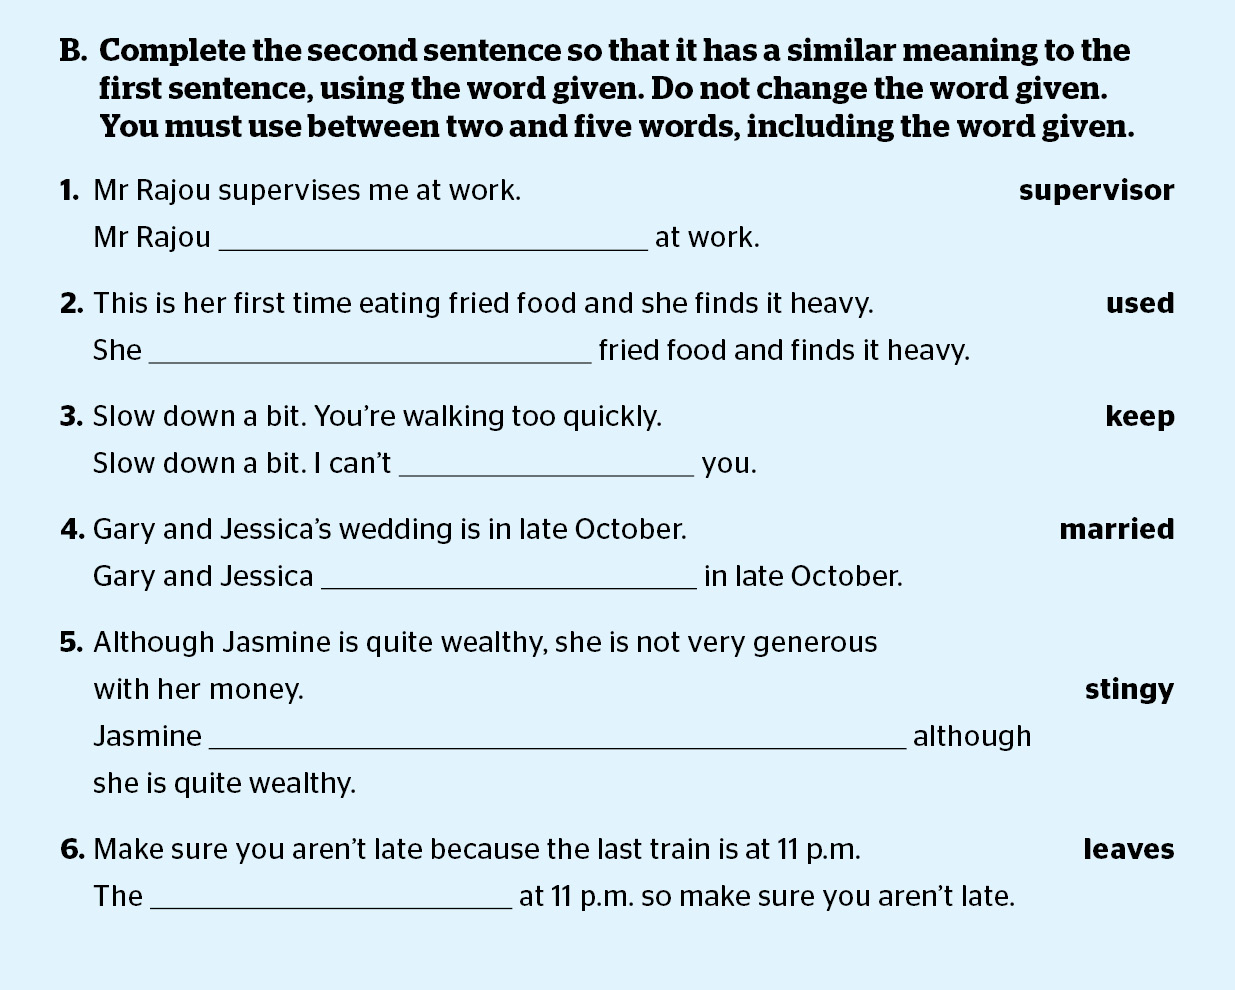 B. Complete the second sentence so that it has a similar meaning to the
first sentence, using the word given. Do not change the word given.
You must use between two and five words, including the word given.
1. Mr Rajou supervises me at work. supervisor
Mr Rajou ______________________________ at work.
2. This is her first time eating fried food and she finds it heavy. used
She ______________________________ fried food and finds it heavy.
3. Slow down a bit. You’re walking too quickly. keep
Slow down a bit. I can’t ____________________ you.
4. Gary and Jessica’s wedding is in late October. married
Gary and Jessica __________________________ in late October.
5. Although Jasmine is quite wealthy, she is not very generous
with her money. stingy
Jasmine ________________________________________________ although
she is quite wealthy.
6. Make sure you aren’t late because the last train is at 11 p.m. leaves
The _________________________ at 11 p.m. so make sure you aren’t late.